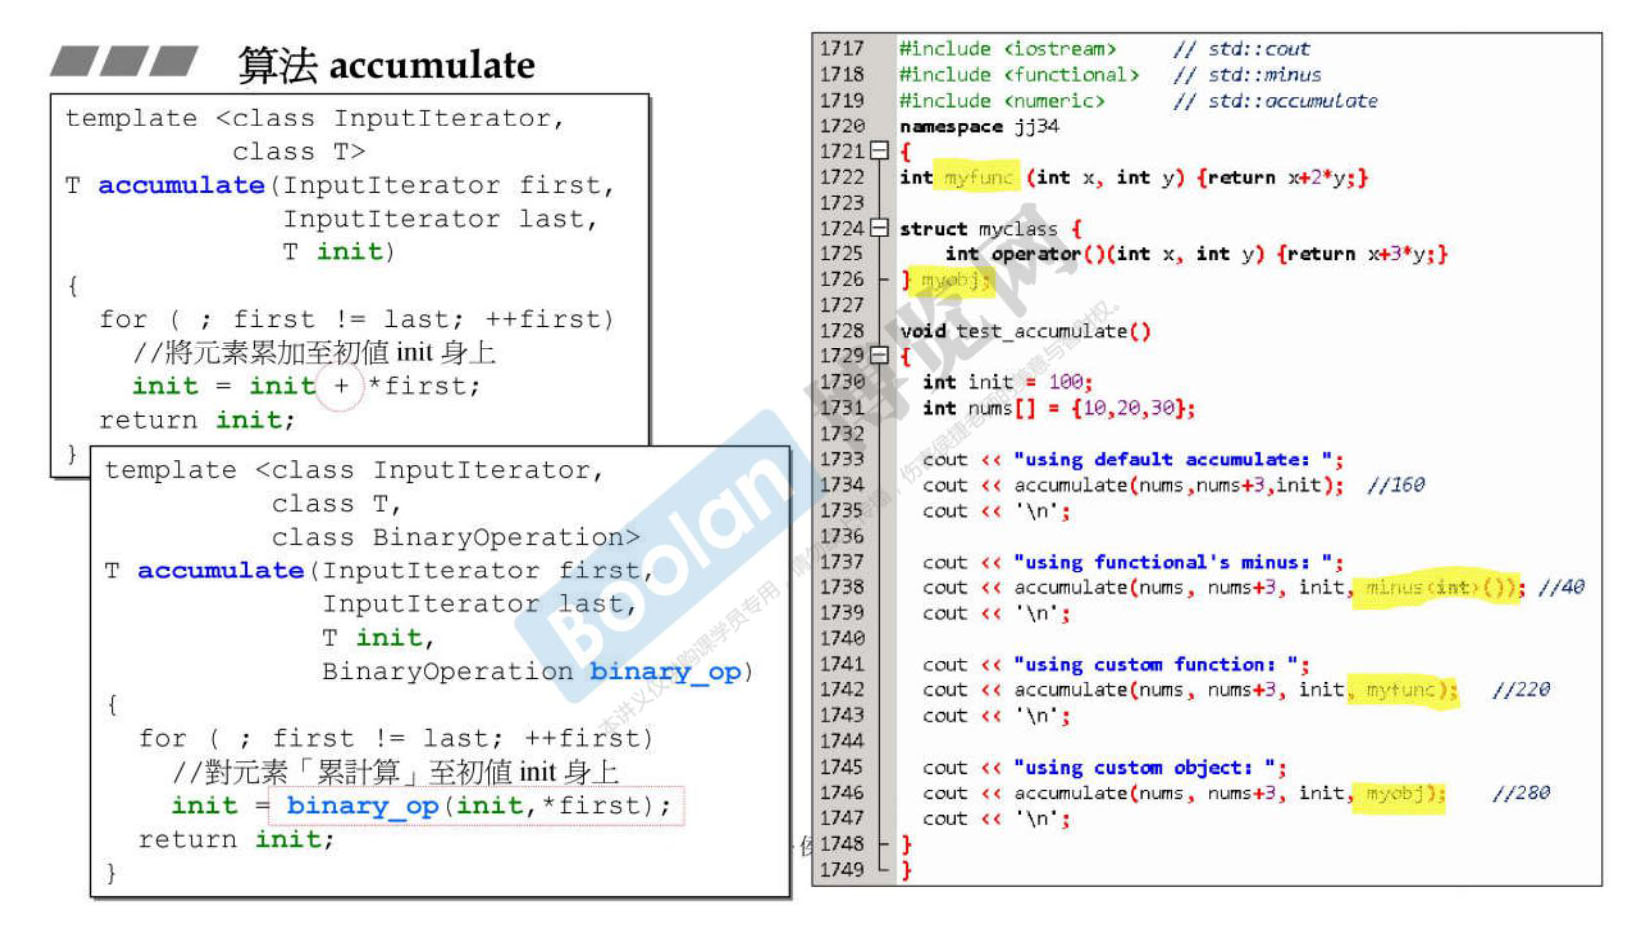 算法 accumulate
template <class InputIterator,
class T>
T accumulate(InputIterator first,
InputIterator last,
T init)
{
for ( ; first != last; ++first)
//將元素累加至初值 init 身上
init = init + *first;
return init;
}
template <class InputIterator,
class T,
class BinaryOperation>
T accumulate(InputIterator first,
InputIterator last,
T init,
BinaryOperation binary_op)
{
for ( ; first != last; ++first)
//對元素「累計算」至初值 init 身上
init = binary_op(init,*first);
return init;
}
1717 #include <iostream> // std::cout
1718 #include <functional> // std::minus
1719 #include <numeric> // std::accumulate
1720 namespace jj34
1721 {
1722 int myfunc (int x, int y) {return x+2*y;}
1723
1724 struct myclass {
1725 int operator()(int x, int y) {return x+3*y;}
1726 } myobj;
1727
1728 void test_accumulate()
1729 {
1730 int init = 100;
1731 int nums[] = {10,20,30};
1732
1733 cout << "using default accumulate: ";
1734 cout << accumulate(nums,nums+3,init); //160
1735 cout << '\n';
1736
1737 cout << "using functional's minus: ";
1738 cout << accumulate(nums, nums+3, init, minus<int>()); //40
1739 cout << '\n';
1740
1741 cout << "using custom function: ";
1742 cout << accumulate(nums, nums+3, init, myfunc); //220
1743 cout << '\n';
1744
1745 cout << "using custom object: ";
1746 cout << accumulate(nums, nums+3, init, myobj); //280
1747 cout << '\n';
1748 }
1749 }
Boolan
博览网